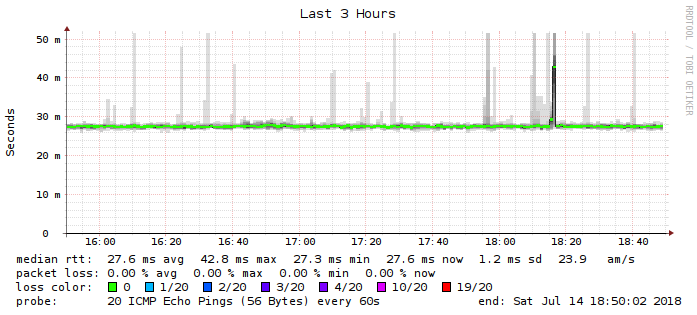 Last 3 Hours
RRDTOOL / TOBI OETIKER
Seconds
50 m
40 m
30 m
20 m
10 m
0
16:00 16:20 16:40 17:00 17:20 17:40 18:00 18:20 18:40
median rtt: 27.6 ms avg 42.8 ms max 27.3 ms min 27.6 ms now 1.2 ms sd 23.9 am/s
packet loss: 0.00 % avg 0.00 % max 0.00 % min 0.00 % now
loss color: 0 1/20 2/20 3/20 4/20 10/20 19/20
probe: 20 ICMP Echo Pings (56 Bytes) every 60s end: Sat Jul 14 18:50:02 2018